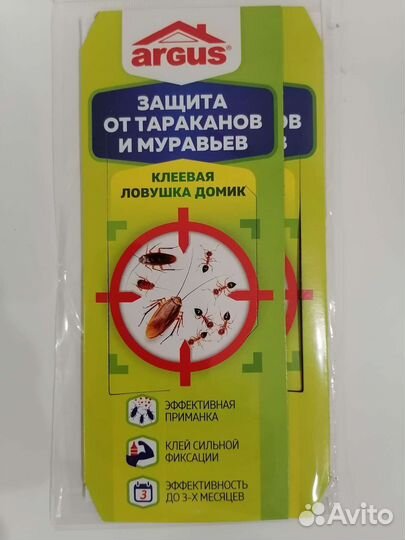 argus
ЗАЩИТА
ОТ ТАРАКАНОВ
И МУРАВЬЕВ
КЛЕЕВАЯ
ЛОВУШКА ДОМИК
ЭФФЕКТИВНАЯ
ПРИМАНКА
КЛЕЙ СИЛЬНОЙ
ФИКСАЦИИ
3
ЭФФЕКТИВНОСТЬ
ДО 3-Х МЕСЯЦЕВ
ОВ
В
Avito